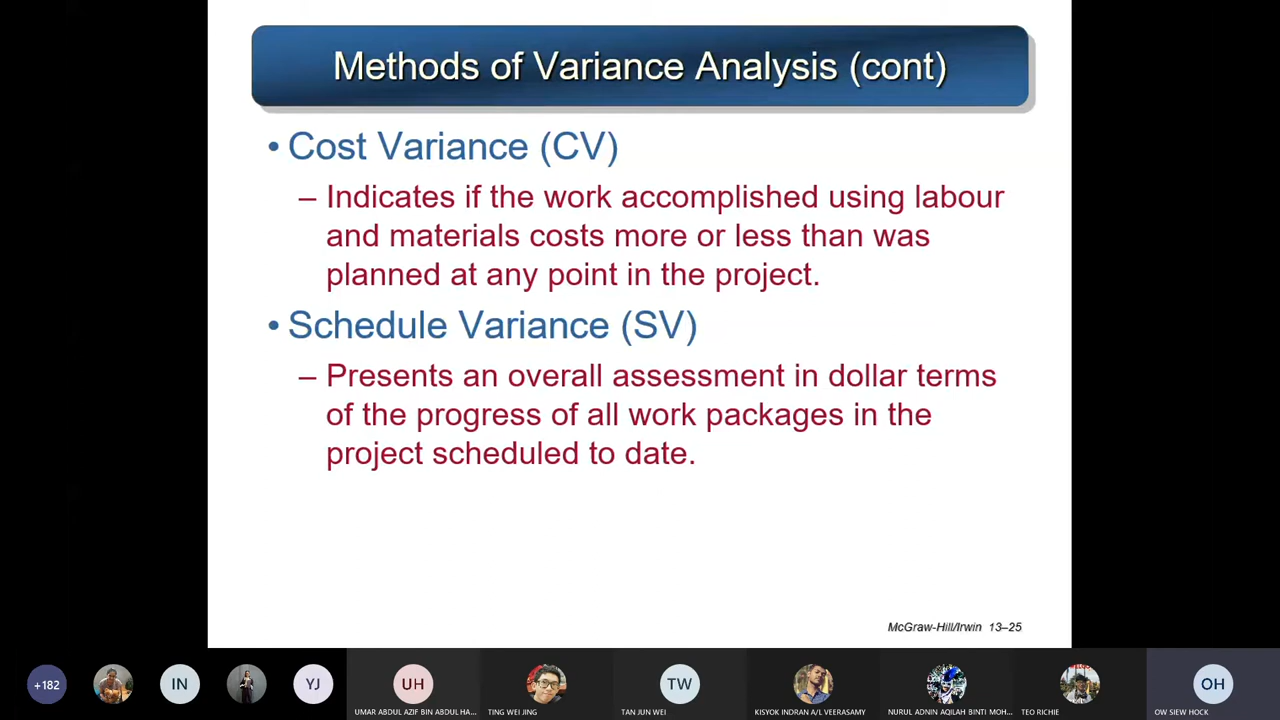 Methods of Variance Analysis (cont)
• Cost Variance (CV)
– Indicates if the work accomplished using labour
and materials costs more or less than was
planned at any point in the project.
• Schedule Variance (SV)
– Presents an overall assessment in dollar terms
of the progress of all work packages in the
project scheduled to date.
McGraw-Hill/Irwin 13–25
+182
IN
YJ
UH
TW
OH
UMAR ABDUL AZIF BIN ABDUL HA...
TING WEI JING
TAN JUN WEI
KISYOK INDRAN A/L VEERASAMY
NURUL ADNIN AQILAH BINTI MOH...
TEO RICHIE
OW SIEW HOCK